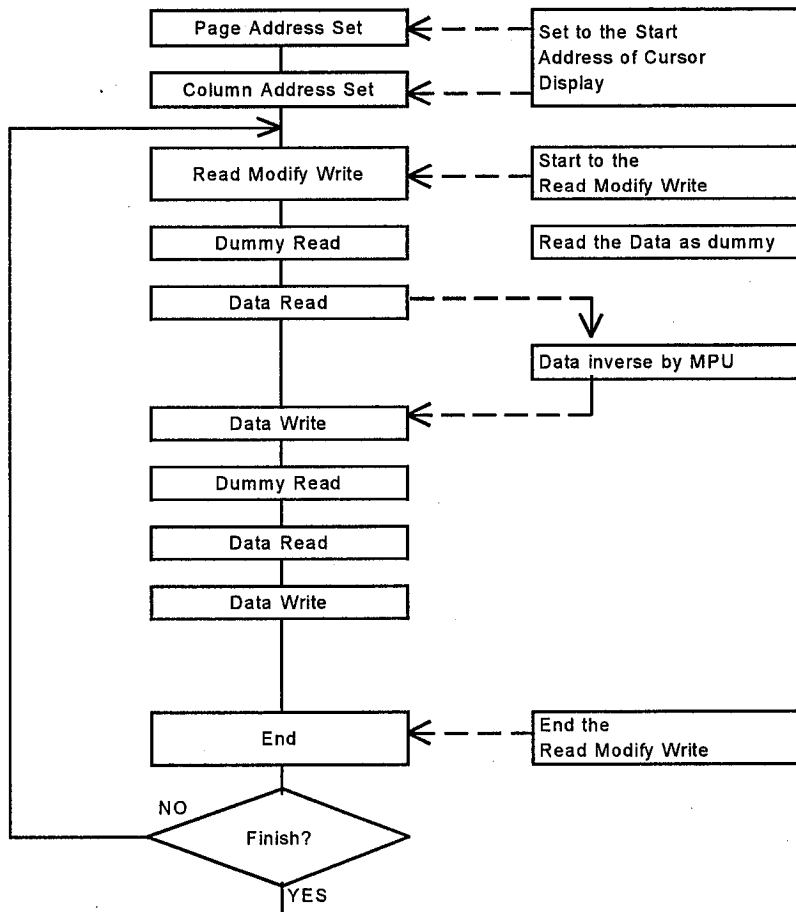 Page Address Set
Set to the Start
Address of Cursor
Display
Column Address Set
Read Modify Write
Start to the
Read Modify Write
Dummy Read
Read the Data as dummy
Data Read
Data inverse by MPU
Data Write
Dummy Read
Data Read
Data Write
End
End the
Read Modify Write
NO
Finish?
YES